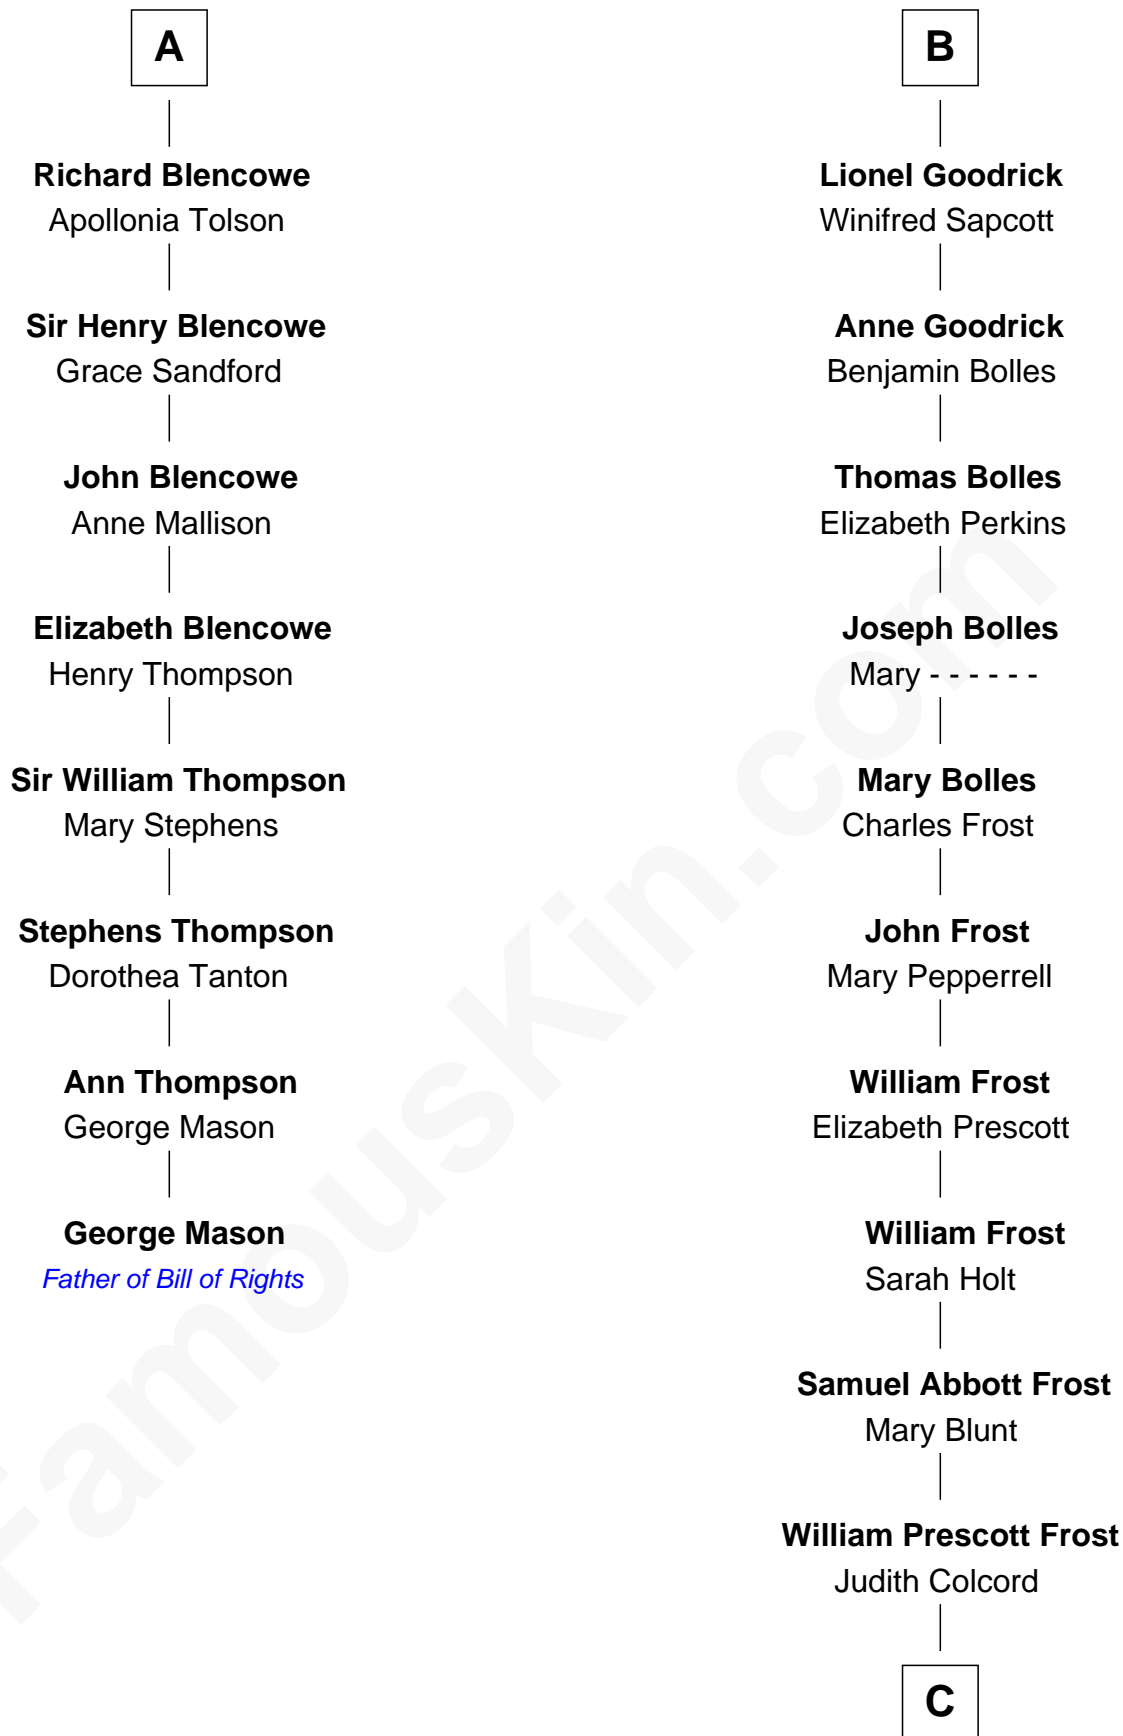 A
Richard Blencowe
Apollonia Tolson
Sir Henry Blencowe
Grace Sandford
John Blencowe
Anne Mallison
Elizabeth Blencowe
Henry Thompson
Sir William Thompson
Mary Stephens
Stephens Thompson
Dorothea Tanton
Ann Thompson
George Mason
George Mason
Father of Bill of Rights
B
Lionel Goodrick
Winifred Sapcott
Anne Goodrick
Benjamin Bolles
Thomas Bolles
Elizabeth Perkins
Joseph Bolles
Mary - - - - - -
Mary Bolles
Charles Frost
John Frost
Mary Pepperrell
William Frost
Elizabeth Prescott
William Frost
Sarah Holt
Samuel Abbott Frost
Mary Blunt
William Prescott Frost
Judith Colcord
C
FamousKin.com